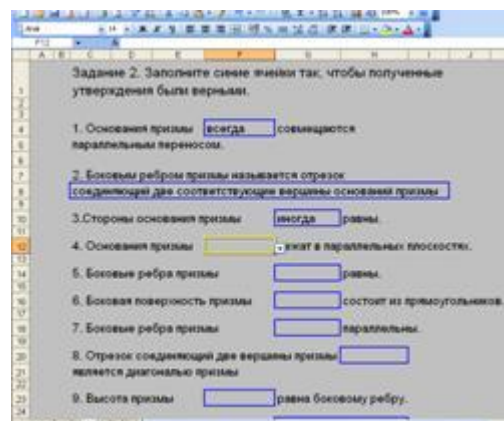 Задание 2. Заполните синие ячейки так, чтобы полученные
утверждения были верными.
1. Основания призмы всегда совмещаются
параллельным переносом.
2. Боковым ребром призмы называется отрезок
соединяющий две соответствующие вершины основания призмы
3.Стороны основания призмы иногда равны.
4. Основания призмы лежат в параллельных плоскостях.
5. Боковые ребра призмы равны.
6. Боковая поверхность призмы состоит из прямоугольников.
7. Боковые ребра призмы параллельны.
8. Отрезок соединяющий две вершины призмы
является диагональю призмы
9. Высота призмы равна боковому ребру.